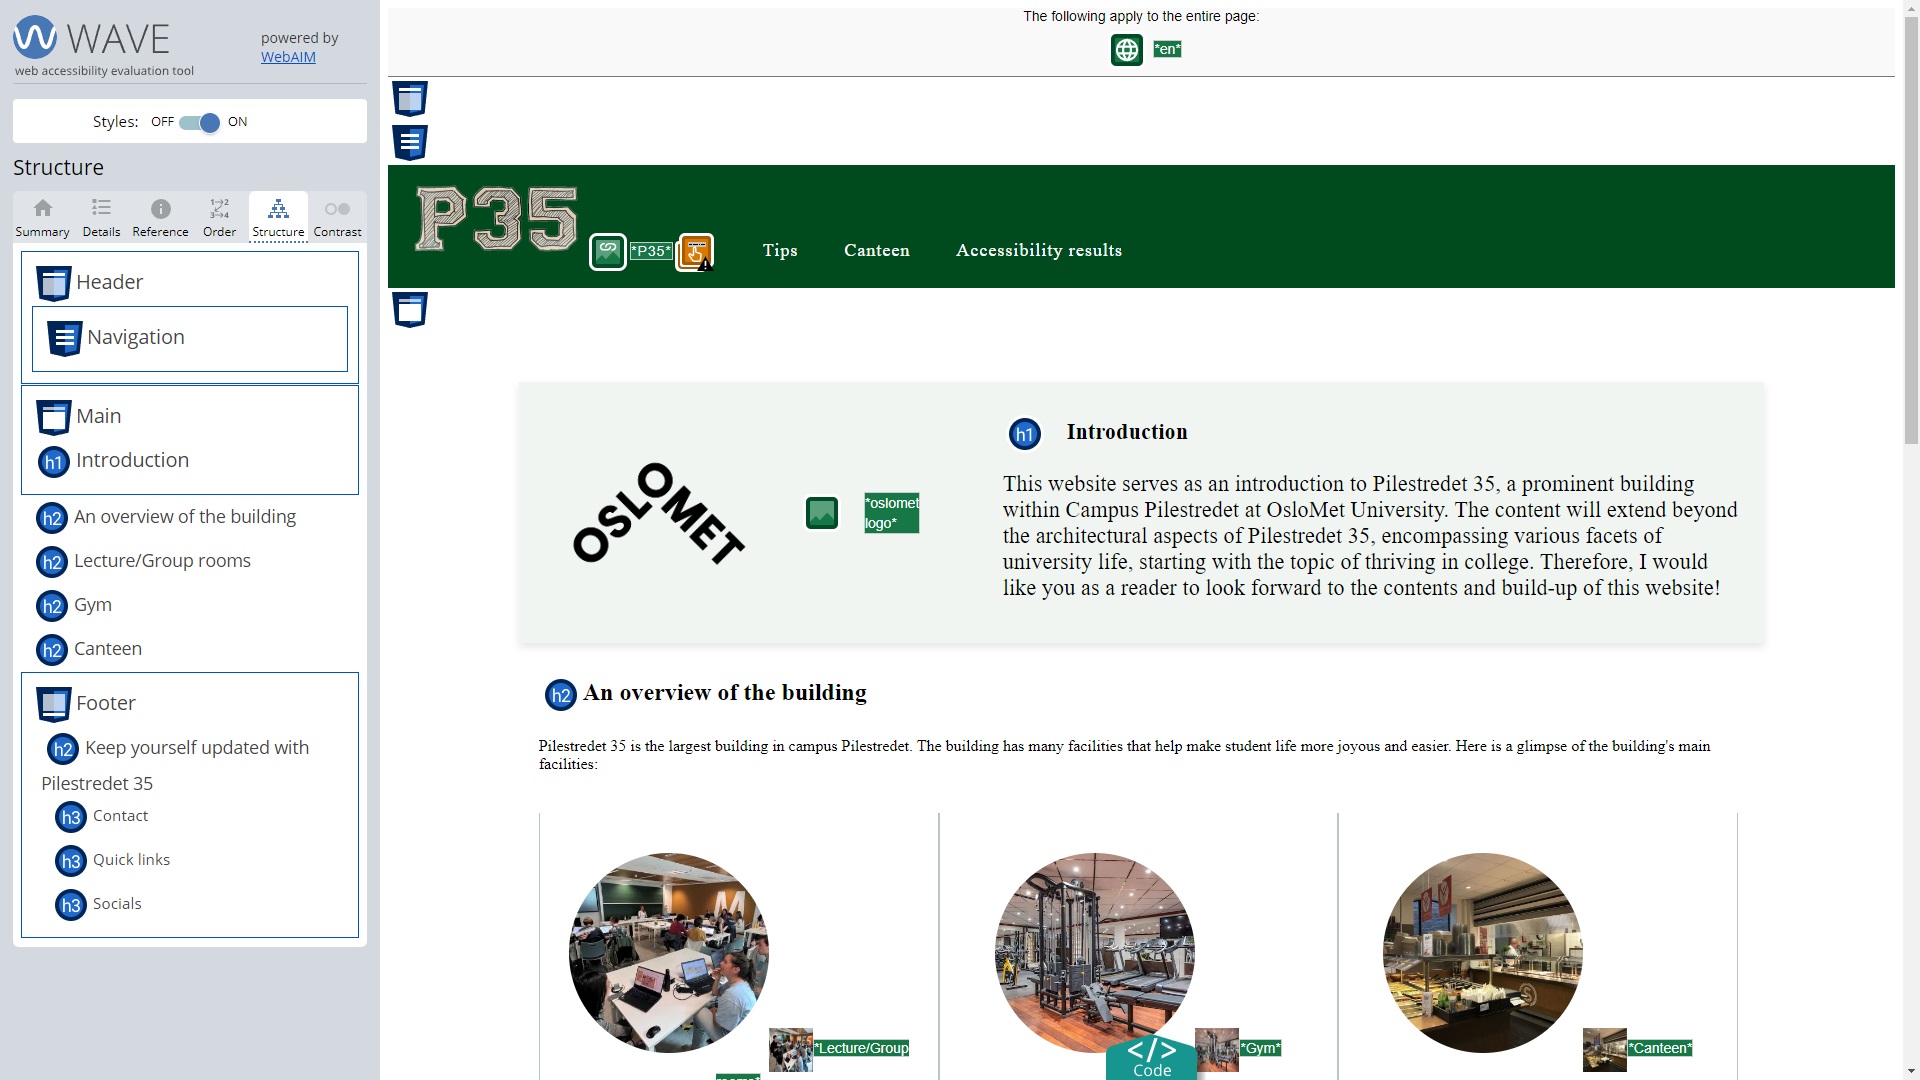 WAVE
powered by
WebAIM
web accessibility evaluation tool
Styles: OFF ON
Structure
Summary Details Reference Order Structure Contrast
Header
Navigation
Main
h1 Introduction
h2 An overview of the building
h2 Lecture/Group rooms
h2 Gym
h2 Canteen
Footer
h2 Keep yourself updated with
Pilestredet 35
h3 Contact
h3 Quick links
h3 Socials
The following apply to the entire page:
*en*
P35
*P35*
Tips Canteen Accessibility results
OSLOMET
*oslomet
logo*
h1 Introduction
This website serves as an introduction to Pilestredet 35, a prominent building
within Campus Pilestredet at OsloMet University. The content will extend beyond
the architectural aspects of Pilestredet 35, encompassing various facets of
university life, starting with the topic of thriving in college. Therefore, I would
like you as a reader to look forward to the contents and build-up of this website!
h2 An overview of the building
Pilestredet 35 is the largest building in campus Pilestredet. The building has many facilities that help make student life more joyous and easier. Here is a glimpse of the building's main
facilities:
*Lecture/Group
*Gym*
*Canteen*
</> Code